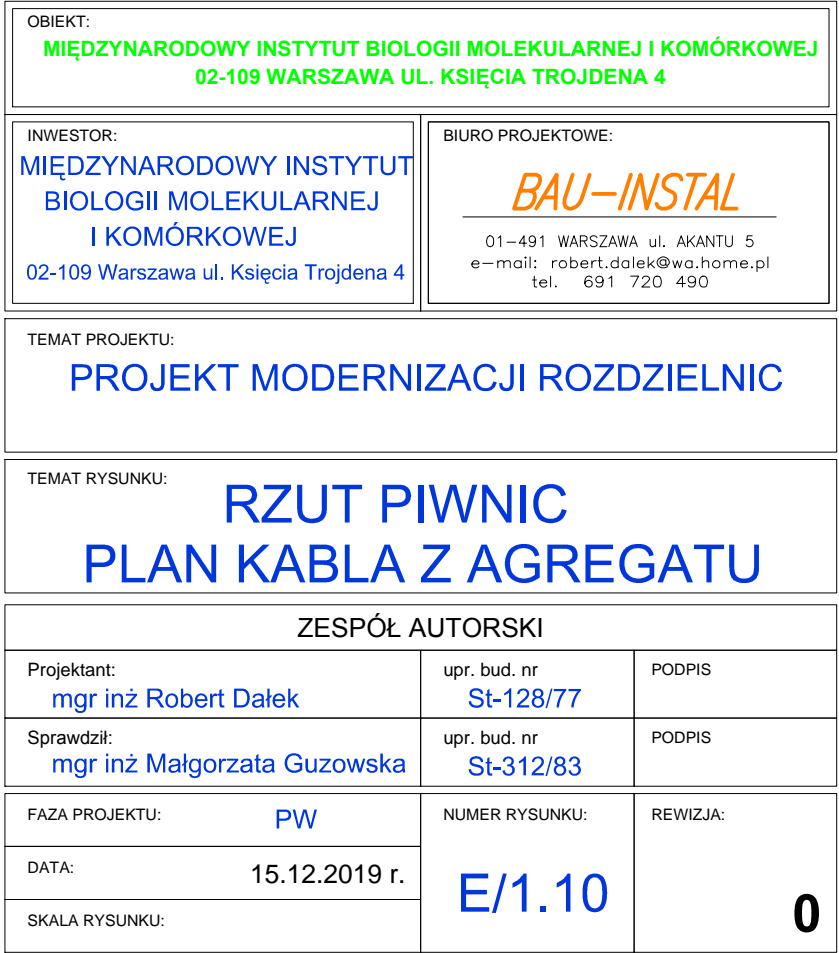 OBIEKT:
MIĘDZYNARODOWY INSTYTUT BIOLOGII MOLEKULARNEJ I KOMÓRKOWEJ
02-109 WARSZAWA UL. KSIĘCIA TROJDENA 4
INWESTOR:
MIĘDZYNARODOWY INSTYTUT
BIOLOGII MOLEKULARNEJ
I KOMÓRKOWEJ
02-109 Warszawa ul. Księcia Trojdena 4
BIURO PROJEKTOWE:
BAU-INSTAL
01-491 WARSZAWA ul. AKANTU 5
e-mail: robert.dalek@wa.home.pl
tel. 691 720 490
TEMAT PROJEKTU:
PROJEKT MODERNIZACJI ROZDZIELNIC
TEMAT RYSUNKU:
RZUT PIWNIC
PLAN KABLA Z AGREGATU
ZESPÓŁ AUTORSKI
Projektant:
mgr inż Robert Dałek
upr. bud. nr
St-128/77
PODPIS
Sprawdził:
mgr inż Małgorzata Guzowska
upr. bud. nr
St-312/83
PODPIS
FAZA PROJEKTU: PW
DATA: 15.12.2019 r.
SKALA RYSUNKU:
NUMER RYSUNKU:
E/1.10
REWIZJA:
0